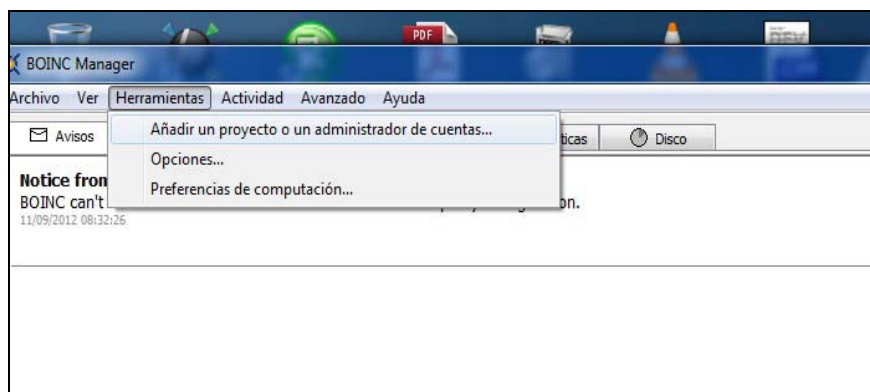 PDF
BOINC Manager
Archivo Ver Herramientas Actividad Avanzado Ayuda
Avisos ticas Disco
Añadir un proyecto o un administrador de cuentas...
Opciones...
Preferencias de computación...
Notice from
BOINC can't on.
11/09/2012 08:32:26